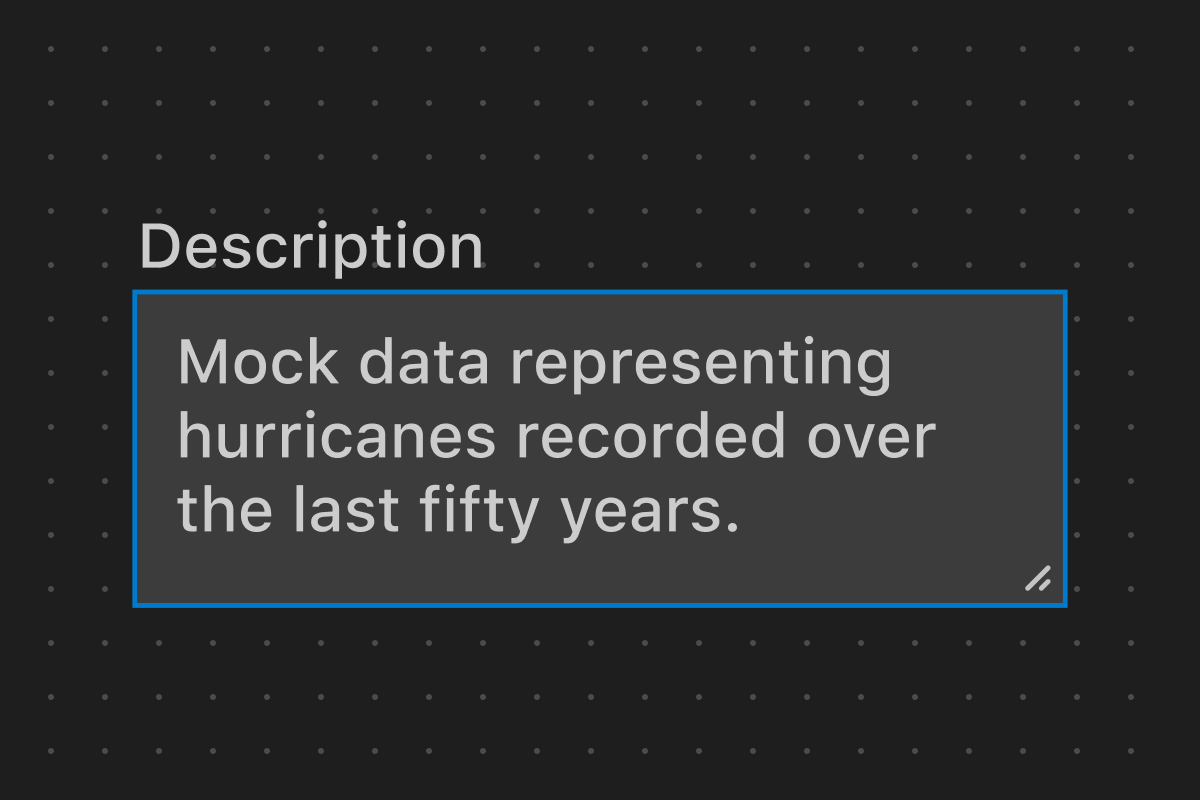 Description
Mock data representing
hurricanes recorded over
the last fifty years.